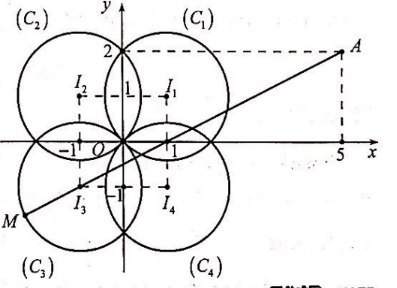 (C₂)
y
(C₁)
2
A
I₂
1
I₁
−1
O
1
5
x
I₃
−1
I₄
M
(C₃)
(C₄)